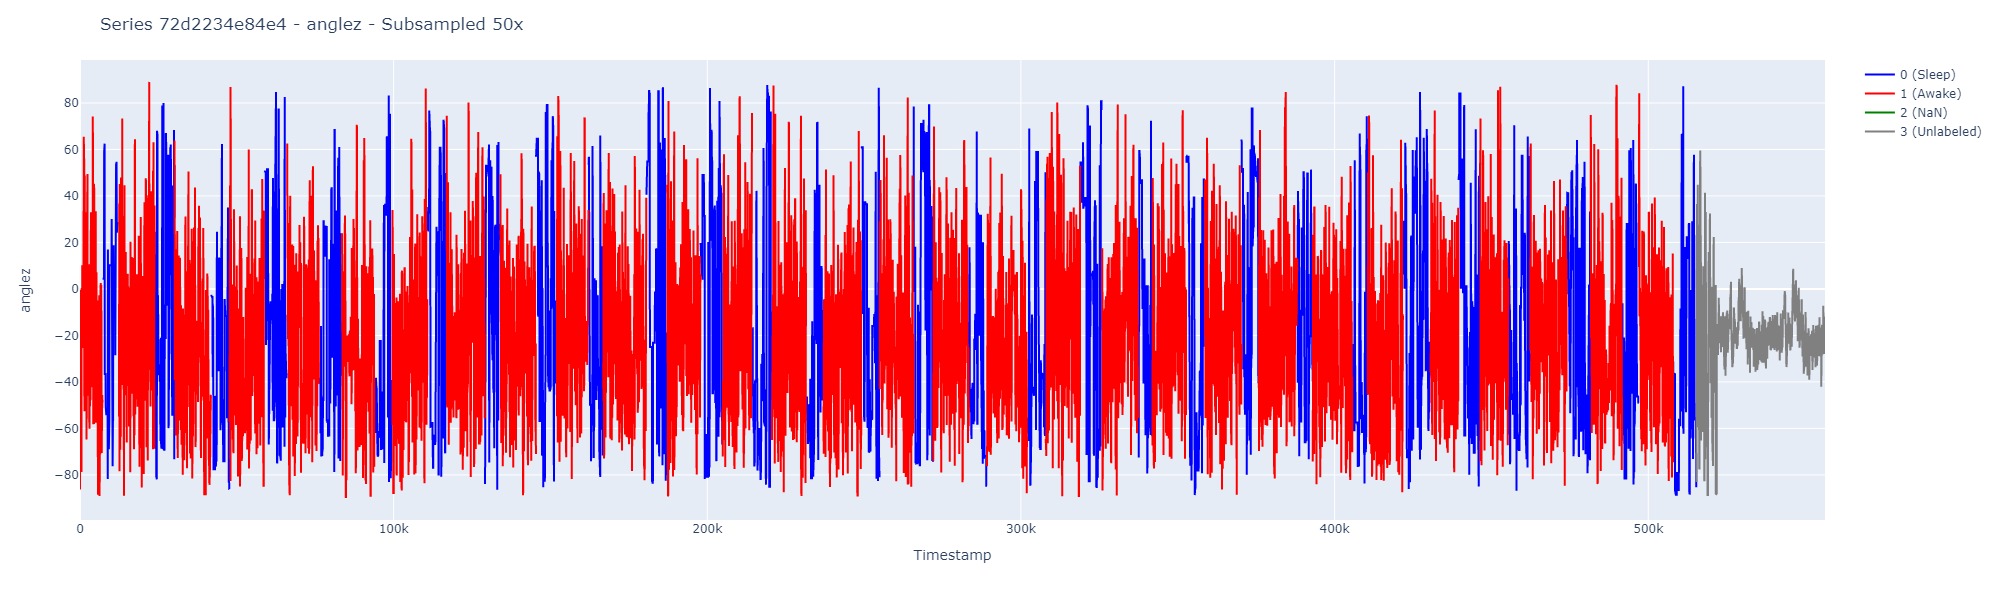 Series 72d2234e84e4 - anglez - Subsampled 50x
0 (Sleep)
1 (Awake)
2 (NaN)
3 (Unlabeled)
80
60
40
20
0
−20
−40
−60
−80
anglez
0 100k 200k 300k 400k 500k
Timestamp